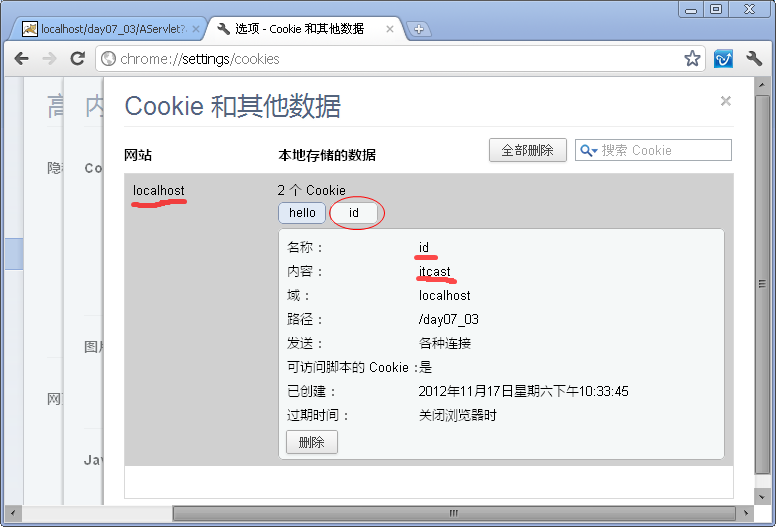 localhost/day07_03/AServlet?
选项 - Cookie 和其他数据
chrome://settings/cookies
高
内
Cookie 和其他数据
隐
Co
网站
本地存储的数据
全部删除
搜索 Cookie
localhost
2 个 Cookie
hello
id
名称：
id
内容：
itcast
域：
localhost
路径：
/day07_03
发送：
各种连接
可访问脚本的 Cookie：
是
已创建：
2012年11月17日星期六下午10:33:45
过期时间：
关闭浏览器时
删除
图
网
Jav